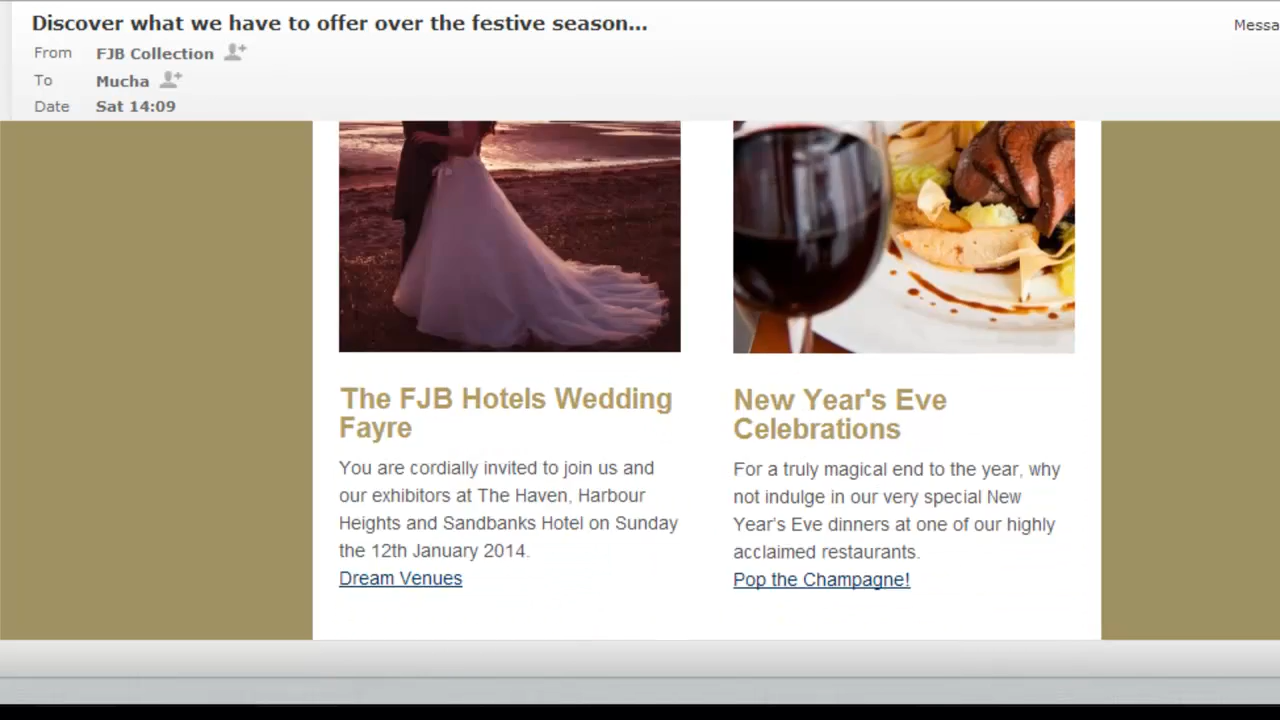 Discover what we have to offer over the festive season...
Messa
From FJB Collection
To Mucha
Date Sat 14:09
The FJB Hotels Wedding
Fayre
You are cordially invited to join us and
our exhibitors at The Haven, Harbour
Heights and Sandbanks Hotel on Sunday
the 12th January 2014.
Dream Venues
New Year's Eve
Celebrations
For a truly magical end to the year, why
not indulge in our very special New
Year's Eve dinners at one of our highly
acclaimed restaurants.
Pop the Champagne!